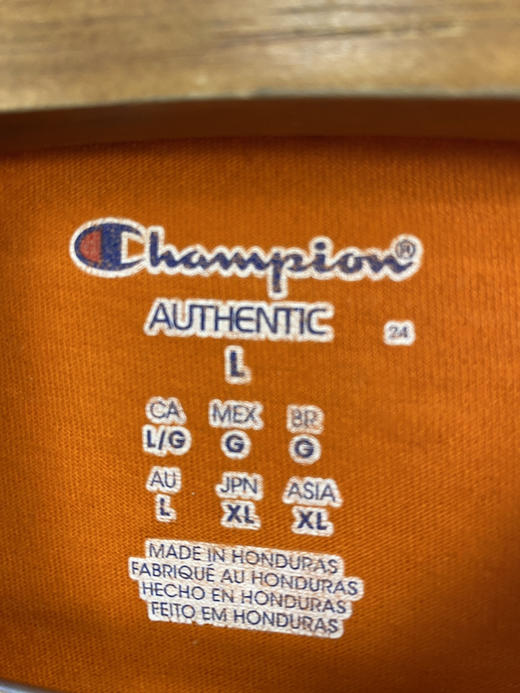 Champion®
AUTHENTIC 24
L
CA MEX BR
L/G G G
AU JPN ASIA
L XL XL
MADE IN HONDURAS
FABRIQUÉ AU HONDURAS
HECHO EN HONDURAS
FEITO EM HONDURAS